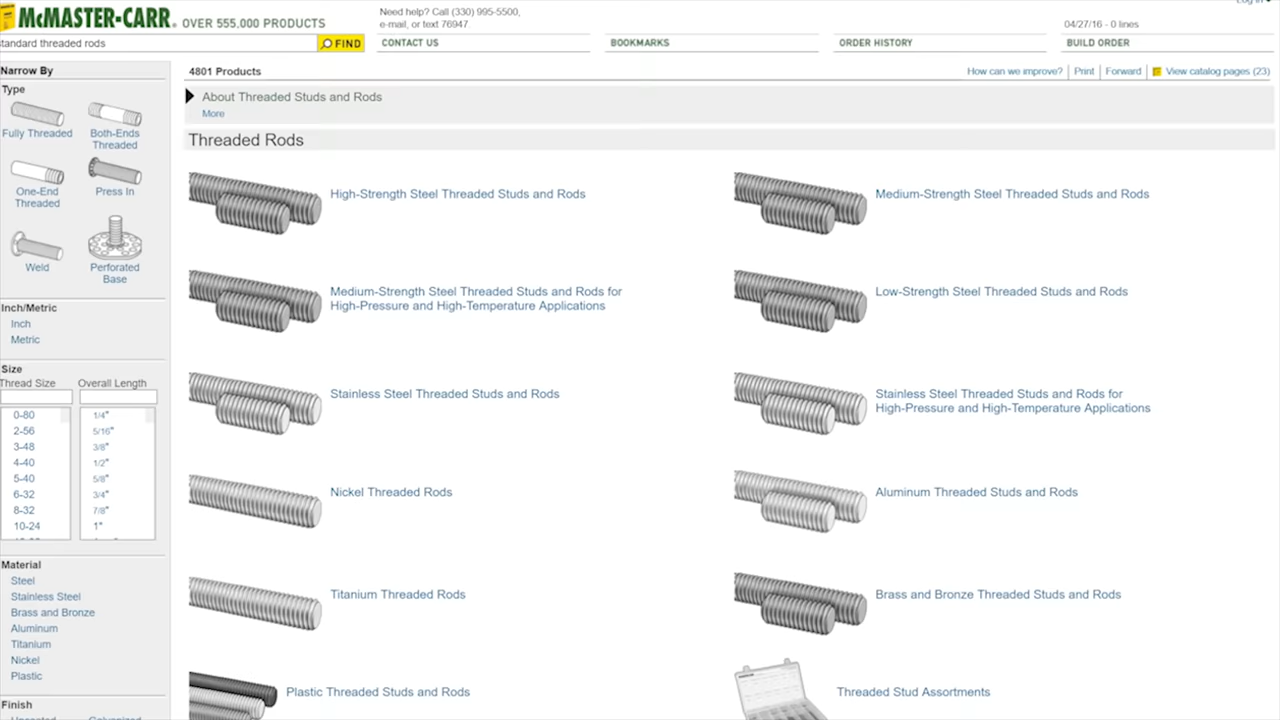 Log in
McMASTER-CARR. OVER 555,000 PRODUCTS
Need help? Call (330) 995-5500,
e-mail, or text 76947.
04/27/16 - 0 lines
tandard threaded rods
FIND
CONTACT US
BOOKMARKS
ORDER HISTORY
BUILD ORDER
Narrow By
Type
Fully Threaded
Both-Ends
Threaded
One-End
Threaded
Press In
Weld
Perforated
Base
Inch/Metric
Inch
Metric
Size
Thread Size
Overall Length
0-80
2-56
3-48
4-40
5-40
6-32
8-32
10-24
1/4"
5/16"
3/8"
1/2"
5/8"
3/4"
7/8"
1"
Material
Steel
Stainless Steel
Brass and Bronze
Aluminum
Titanium
Nickel
Plastic
Finish
4801 Products
How can we improve?
Print
Forward
View catalog pages (23)
About Threaded Studs and Rods
More
Threaded Rods
High-Strength Steel Threaded Studs and Rods
Medium-Strength Steel Threaded Studs and Rods
Medium-Strength Steel Threaded Studs and Rods for
High-Pressure and High-Temperature Applications
Low-Strength Steel Threaded Studs and Rods
Stainless Steel Threaded Studs and Rods
Stainless Steel Threaded Studs and Rods for
High-Pressure and High-Temperature Applications
Nickel Threaded Rods
Aluminum Threaded Studs and Rods
Titanium Threaded Rods
Brass and Bronze Threaded Studs and Rods
Plastic Threaded Studs and Rods
Threaded Stud Assortments